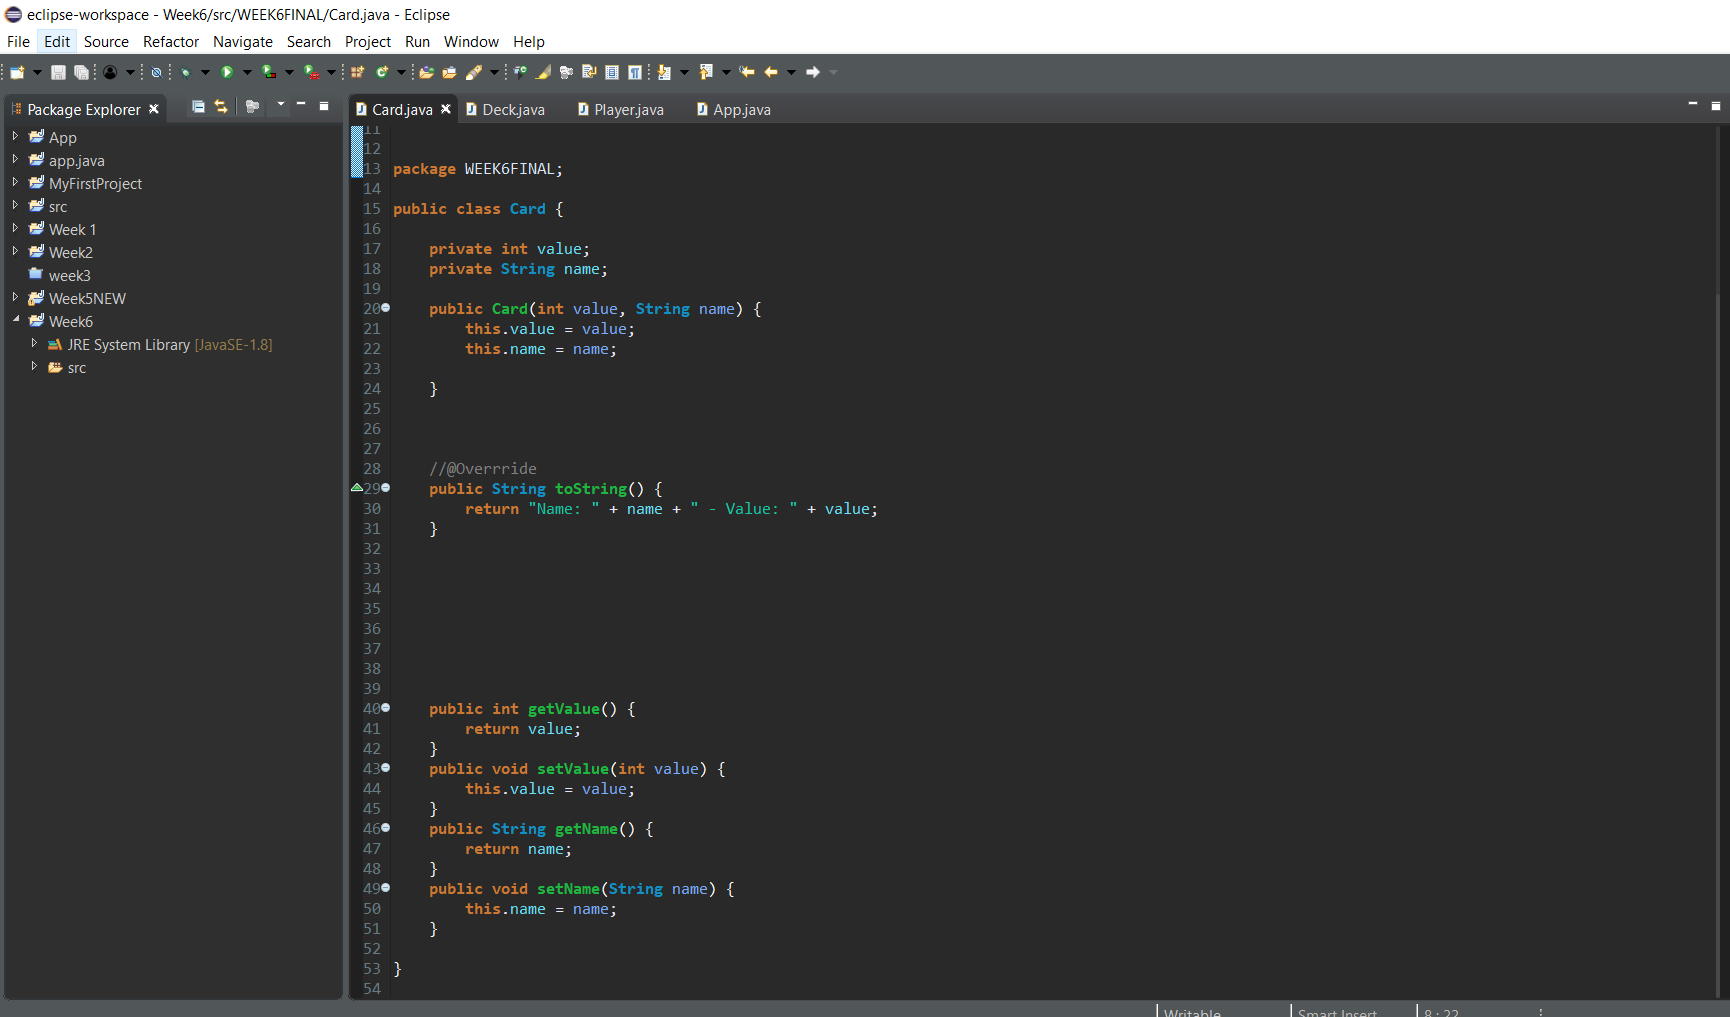 eclipse-workspace - Week6/src/WEEK6FINAL/Card.java - Eclipse
File Edit Source Refactor Navigate Search Project Run Window Help
Package Explorer
App
app.java
MyFirstProject
src
Week 1
Week2
week3
Week5NEW
Week6
JRE System Library [JavaSE-1.8]
src
Card.java Deck.java Player.java App.java
11
12
13 package WEEK6FINAL;
14
15 public class Card {
16
17 private int value;
18 private String name;
19
20 public Card(int value, String name) {
21 this.value = value;
22 this.name = name;
23
24 }
25
26
27
28 //@Overrride
29 public String toString() {
30 return "Name: " + name + " - Value: " + value;
31 }
32
33
34
35
36
37
38
39
40 public int getValue() {
41 return value;
42 }
43 public void setValue(int value) {
44 this.value = value;
45 }
46 public String getName() {
47 return name;
48 }
49 public void setName(String name) {
50 this.name = name;
51 }
52
53 }
54
Writable Smart Insert 8 : 22